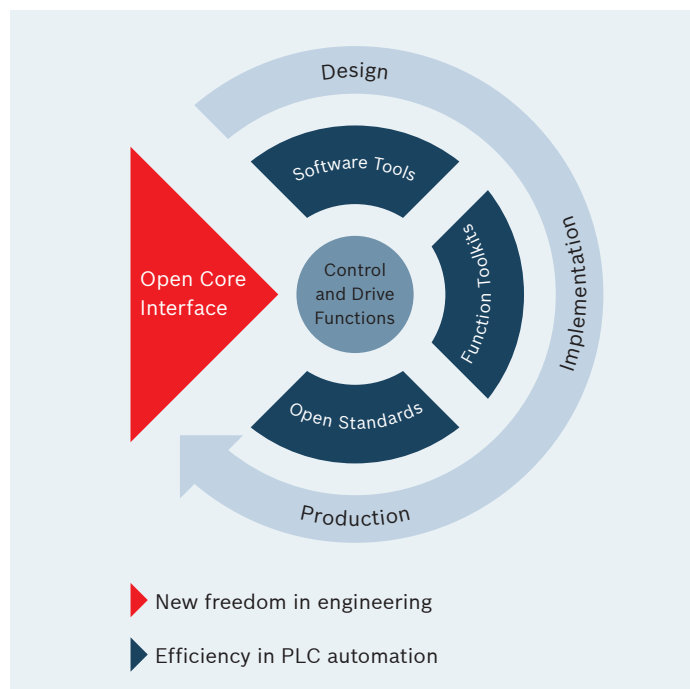 Design
Software Tools
Implementation
Function Toolkits
Open Core
Interface
Control
and Drive
Functions
Open Standards
Production
New freedom in engineering
Efficiency in PLC automation